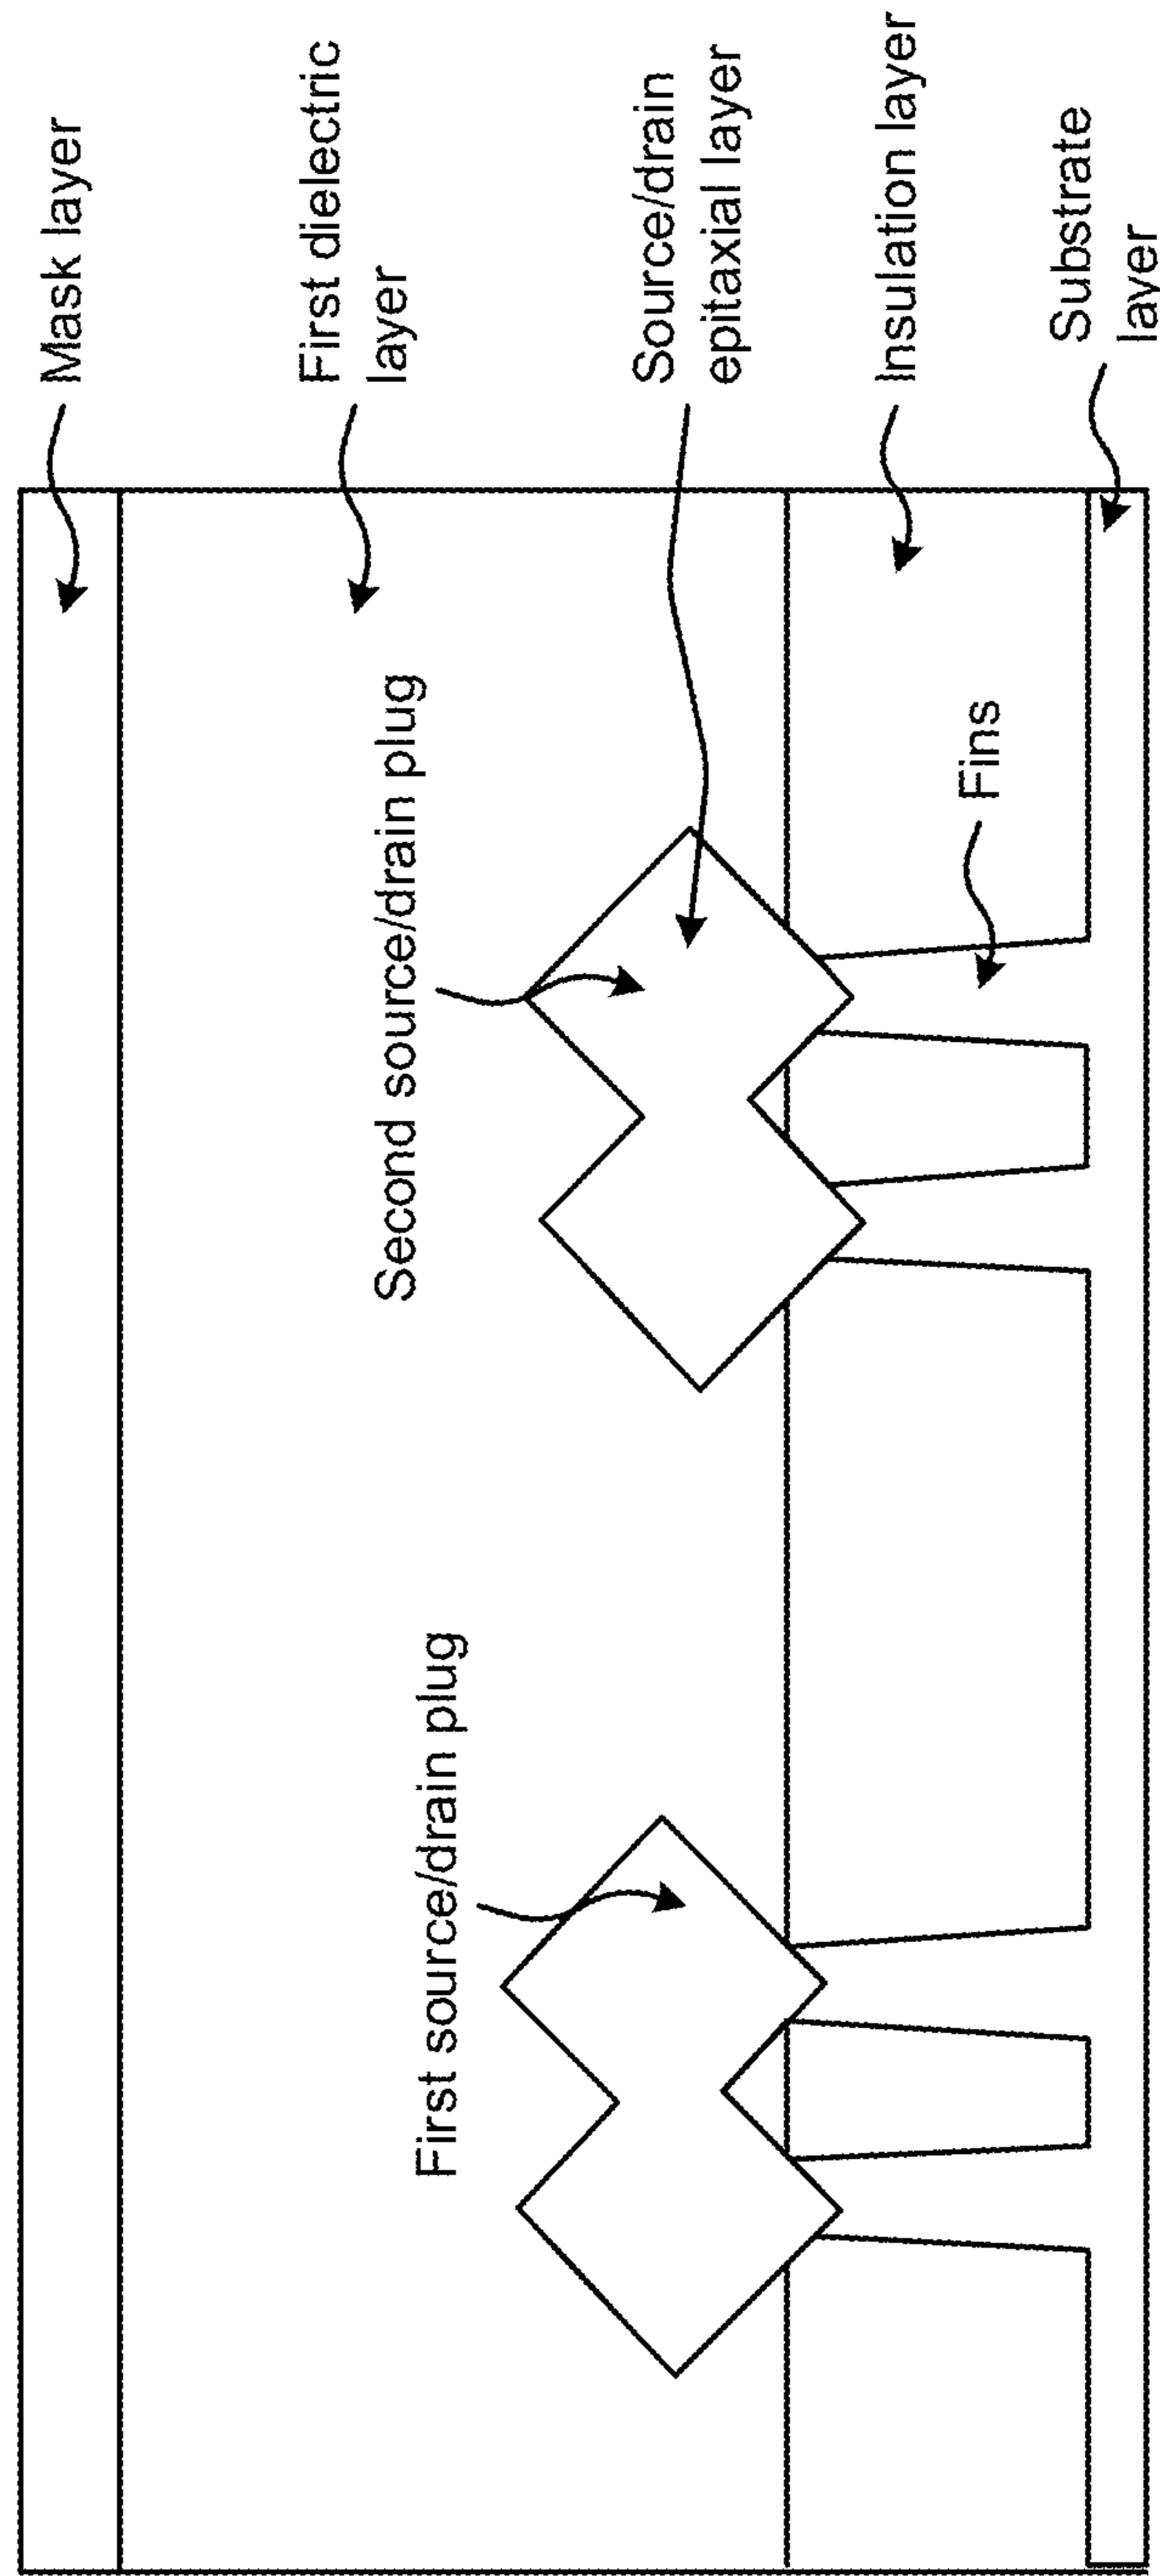 Mask layer
First dielectric
layer
Second source/drain plug
First source/drain plug
Source/drain
epitaxial layer
Insulation layer
Fins
Substrate
layer